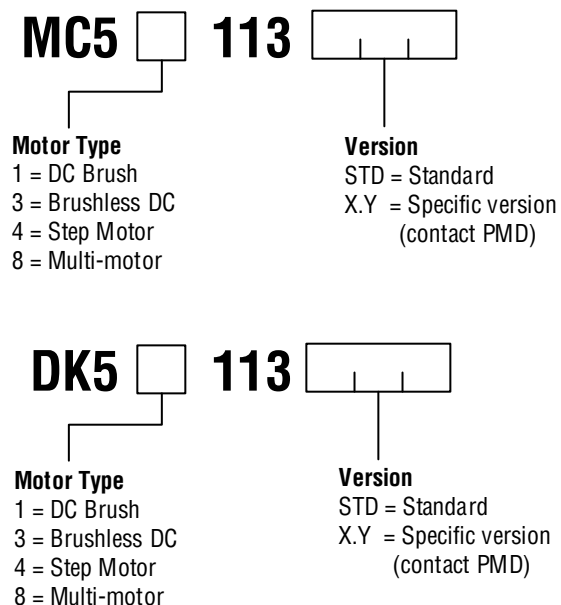 MC5 113
Motor Type
1 = DC Brush
3 = Brushless DC
4 = Step Motor
8 = Multi-motor
Version
STD = Standard
X.Y = Specific version
(contact PMD)
DK5 113
Motor Type
1 = DC Brush
3 = Brushless DC
4 = Step Motor
8 = Multi-motor
Version
STD = Standard
X.Y = Specific version
(contact PMD)